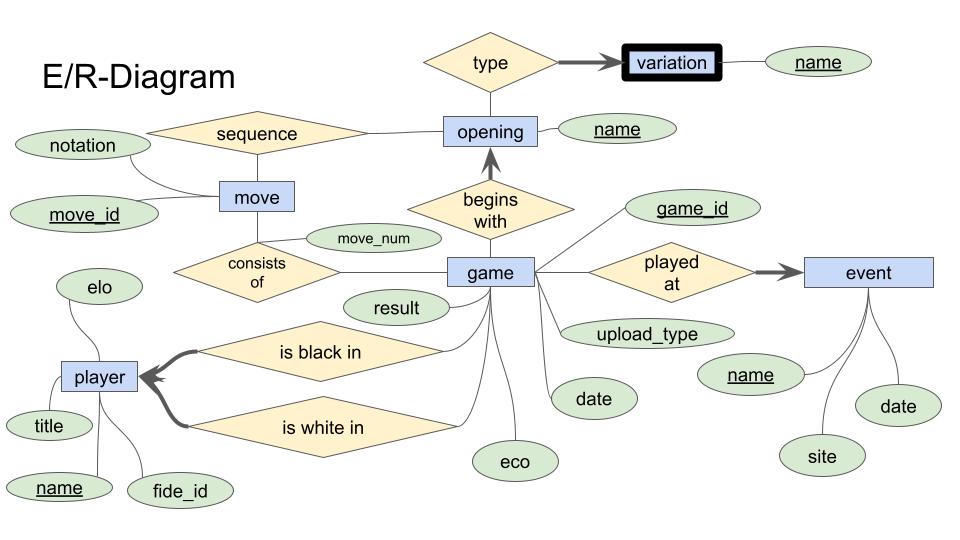 type
variation
name
E/R-Diagram
sequence
opening
name
notation
move
begins
with
move_id
game_id
move_num
consists
of
game
played
at
event
elo
result
upload_type
is black in
player
name
date
date
title
is white in
site
eco
name
fide_id